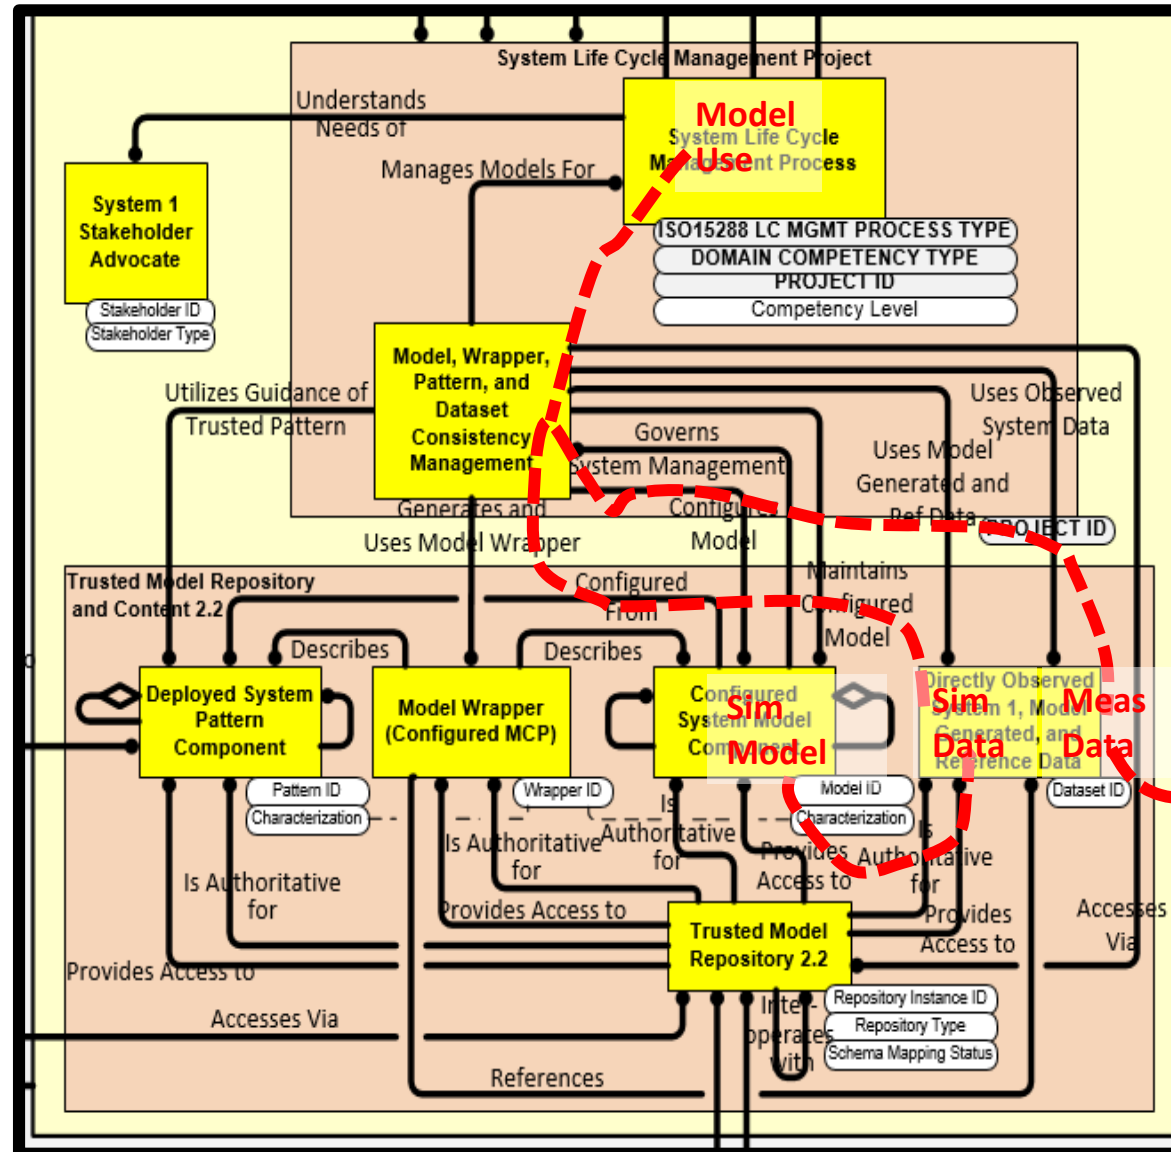 System Life Cycle Management Project
Understands
Needs of
Model
Use
System Life Cycle
Management Process
Manages Models For
System 1
Stakeholder
Advocate
Stakeholder ID
Stakeholder Type
ISO15288 LC MGMT PROCESS TYPE
DOMAIN COMPETENCY TYPE
PROJECT ID
Competency Level
Model, Wrapper,
Pattern, and
Dataset
Consistency
Management
Utilizes Guidance of
Trusted Pattern
Uses Observed
System Data
Governs
System Management
Uses Model
Generated and
Ref Data
PROJECT ID
Generates and
Uses Model Wrapper
Configures
Model
Trusted Model Repository
and Content 2.2
Configured
From
Maintains
Configured
Model
Describes
Describes
Deployed System
Pattern
Component
Model Wrapper
(Configured MCP)
Configured
System Model
Component
Sim
Model
Directly Observed
System 1, Model
Generated, and
Reference Data
Sim
Data
Meas
Data
Pattern ID
Characterization
Wrapper ID
Model ID
Characterization
Dataset ID
Is Authoritative
for
Is Authoritative
for
Is
Authoritative
for
Provides
Access to
Is
Authoritative
for
Provides Access to
Provides Access to
Provides
Access to
Accesses
Via
Trusted Model
Repository 2.2
Repository Instance ID
Repository Type
Schema Mapping Status
Accesses Via
Inter-
operates
with
References